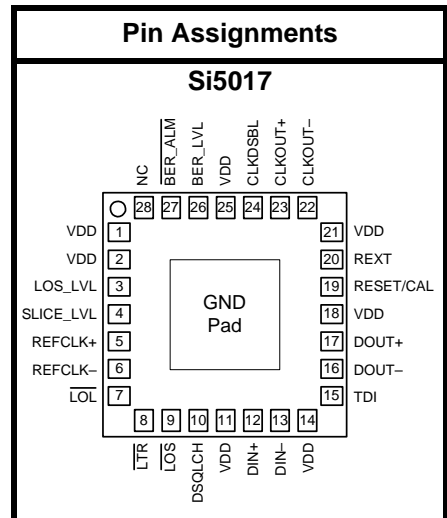 Pin Assignments
Si5017
NC
BER_ALM
BER_LVL
VDD
CLKDSBL
CLKOUT+
CLKOUT–
28 27 26 25 24 23 22
VDD 1
VDD 2
LOS_LVL 3
SLICE_LVL 4
REFCLK+ 5
REFCLK– 6
LOL 7
GND
Pad
21 VDD
20 REXT
19 RESET/CAL
18 VDD
17 DOUT+
16 DOUT–
15 TDI
8 9 10 11 12 13 14
LTR
LOS
DSQLCH
VDD
DIN+
DIN–
VDD